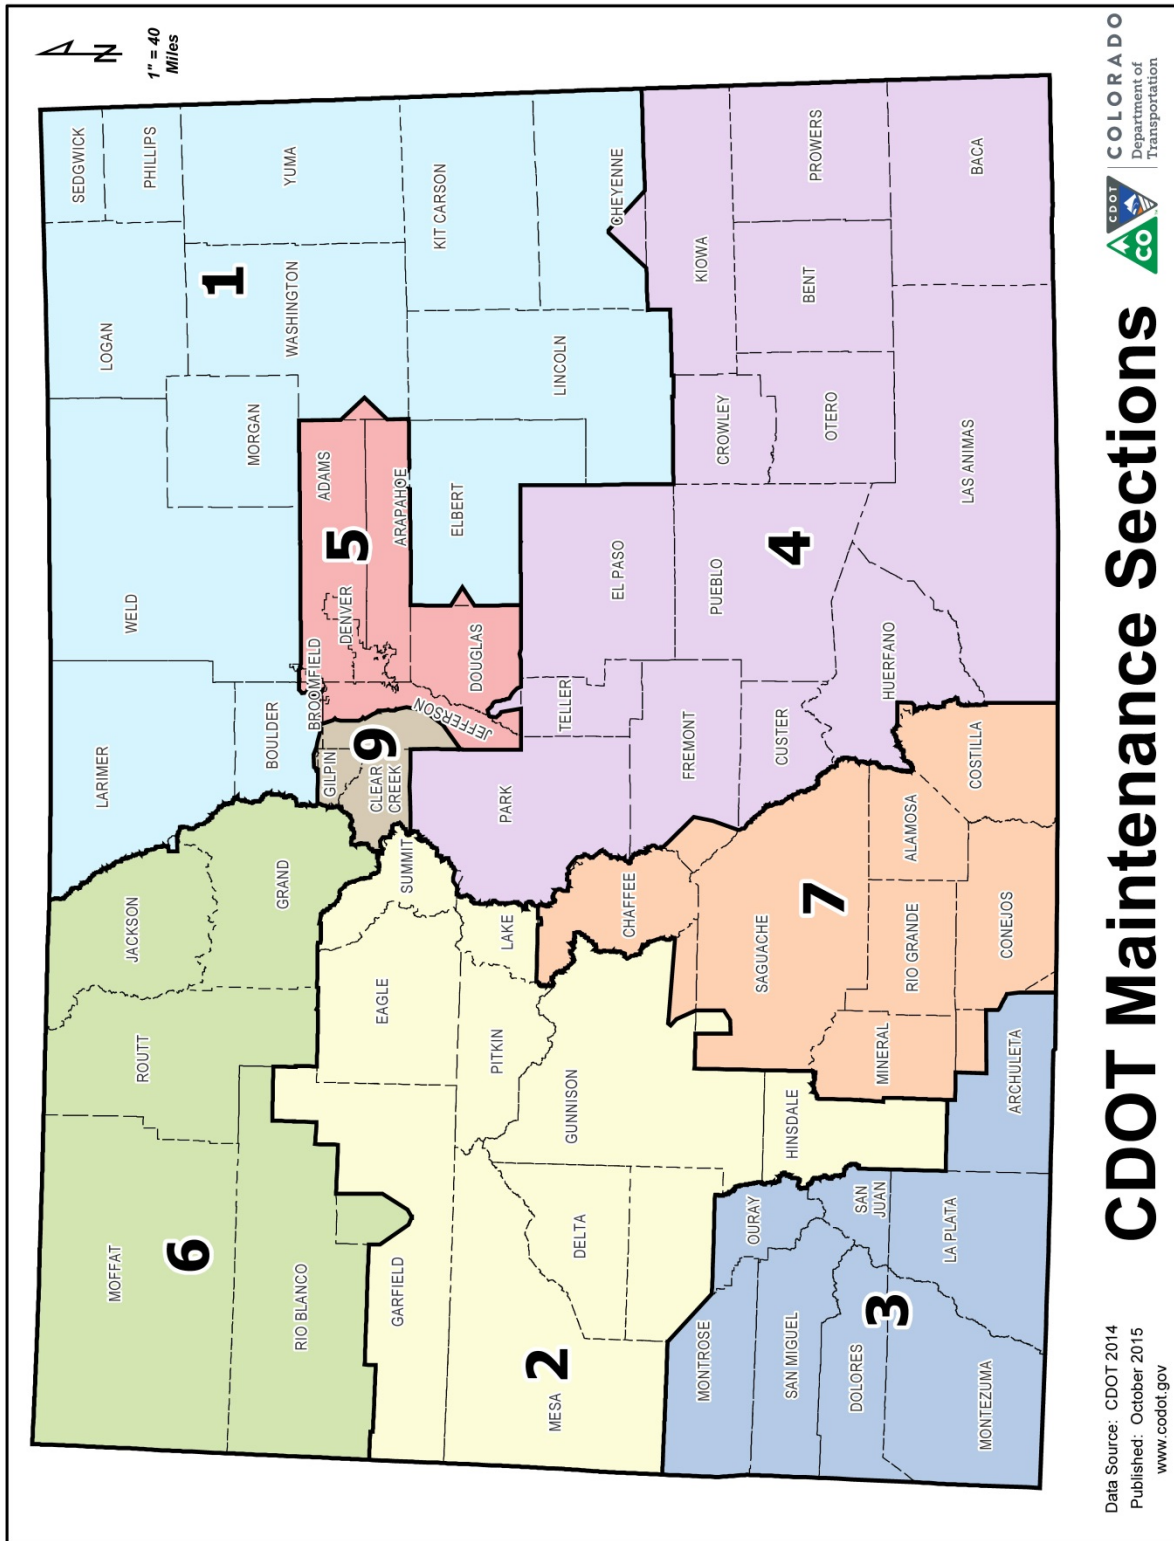 N
1" = 40
Miles
MOFFAT
ROUTT
JACKSON
LARIMER
WELD
LOGAN
SEDGWICK
PHILLIPS
1
6
RIO BLANCO
GRAND
BOULDER
MORGAN
WASHINGTON
YUMA
BROOMFIELD
GILPIN
ADAMS
5
DENVER
ARAPAHOE
9
CLEAR
CREEK
GARFIELD
EAGLE
SUMMIT
JEFFERSON
DOUGLAS
ELBERT
KIT CARSON
PITKIN
LAKE
PARK
2
MESA
DELTA
GUNNISON
CHAFFEE
TELLER
EL PASO
LINCOLN
CHEYENNE
MONTROSE
OURAY
SAGUACHE
FREMONT
PUEBLO
CROWLEY
KIOWA
SAN MIGUEL
HINSDALE
7
CUSTER
4
OTERO
BENT
PROWERS
DOLORES
3
SAN
JUAN
MINERAL
RIO GRANDE
ALAMOSA
HUERFANO
MONTEZUMA
LA PLATA
ARCHULETA
CONEJOS
COSTILLA
LAS ANIMAS
BACA
Data Source: CDOT 2014
Published: October 2015
www.codot.gov
CDOT Maintenance Sections
CO
CDOT
COLORADO
Department of
Transportation